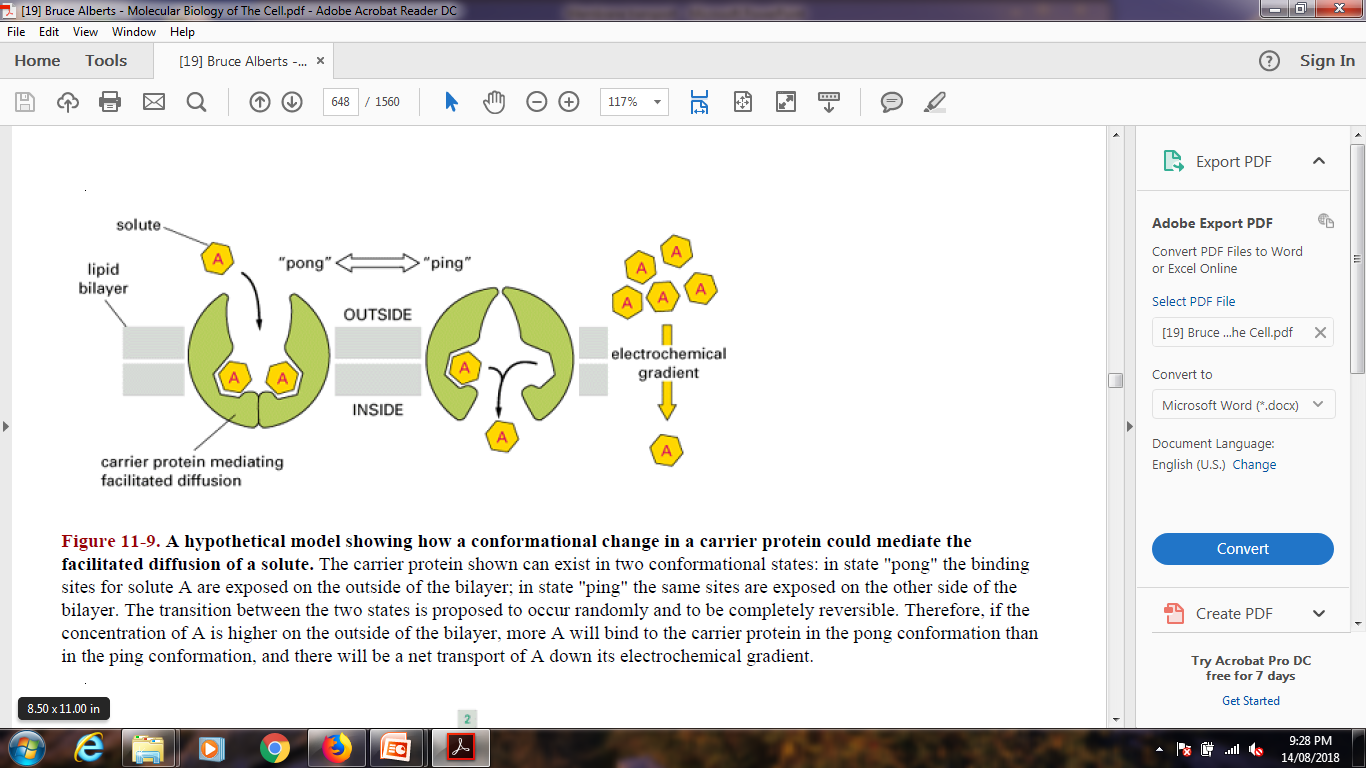 [19] Bruce Alberts - Molecular Biology of The Cell.pdf - Adobe Acrobat Reader DC
File Edit View Window Help
Home Tools [19] Bruce Alberts -... × Sign In
648 / 1560 117%
solute
A
"pong" "ping"
lipid
bilayer
OUTSIDE
INSIDE
A A
A
A
A
A
A
A
A
electrochemical
gradient
A
A
carrier protein mediating
facilitated diffusion
Figure 11-9. A hypothetical model showing how a conformational change in a carrier protein could mediate the
facilitated diffusion of a solute. The carrier protein shown can exist in two conformational states: in state "pong" the binding
sites for solute A are exposed on the outside of the bilayer; in state "ping" the same sites are exposed on the other side of the
bilayer. The transition between the two states is proposed to occur randomly and to be completely reversible. Therefore, if the
concentration of A is higher on the outside of the bilayer, more A will bind to the carrier protein in the pong conformation than
in the ping conformation, and there will be a net transport of A down its electrochemical gradient.
8.50 x 11.00 in
2
Export PDF
Adobe Export PDF
Convert PDF Files to Word
or Excel Online
Select PDF File
[19] Bruce ...he Cell.pdf
Convert to
Microsoft Word (*.docx)
Document Language:
English (U.S.) Change
Convert
Create PDF
Try Acrobat Pro DC
free for 7 days
Get Started
9:28 PM
14/08/2018